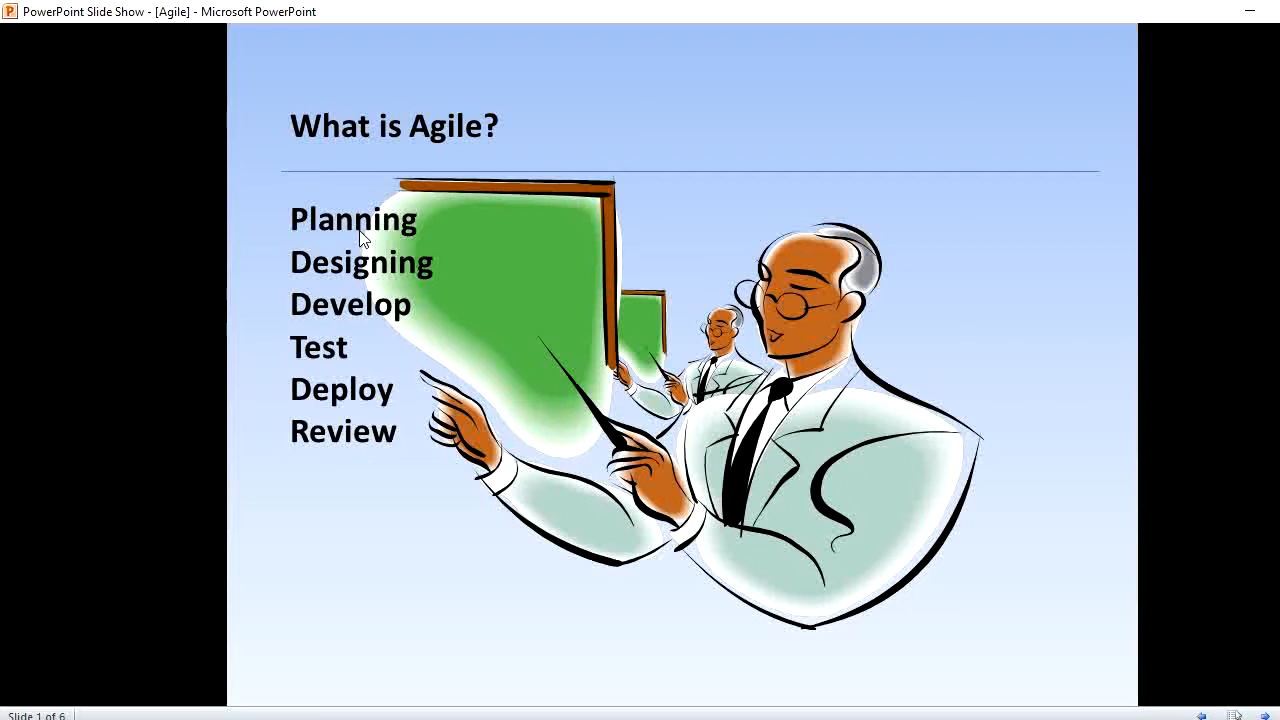 PowerPoint Slide Show - [Agile] - Microsoft PowerPoint
What is Agile?
Planning
Designing
Develop
Test
Deploy
Review
Slide 1 of 6